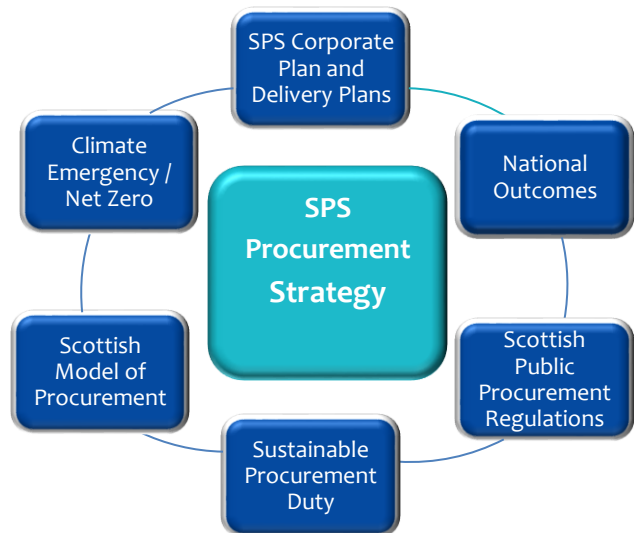 SPS Corporate
Plan and
Delivery Plans
Climate
Emergency /
Net Zero
National
Outcomes
SPS
Procurement
Strategy
Scottish
Model of
Procurement
Scottish
Public
Procurement
Regulations
Sustainable
Procurement
Duty